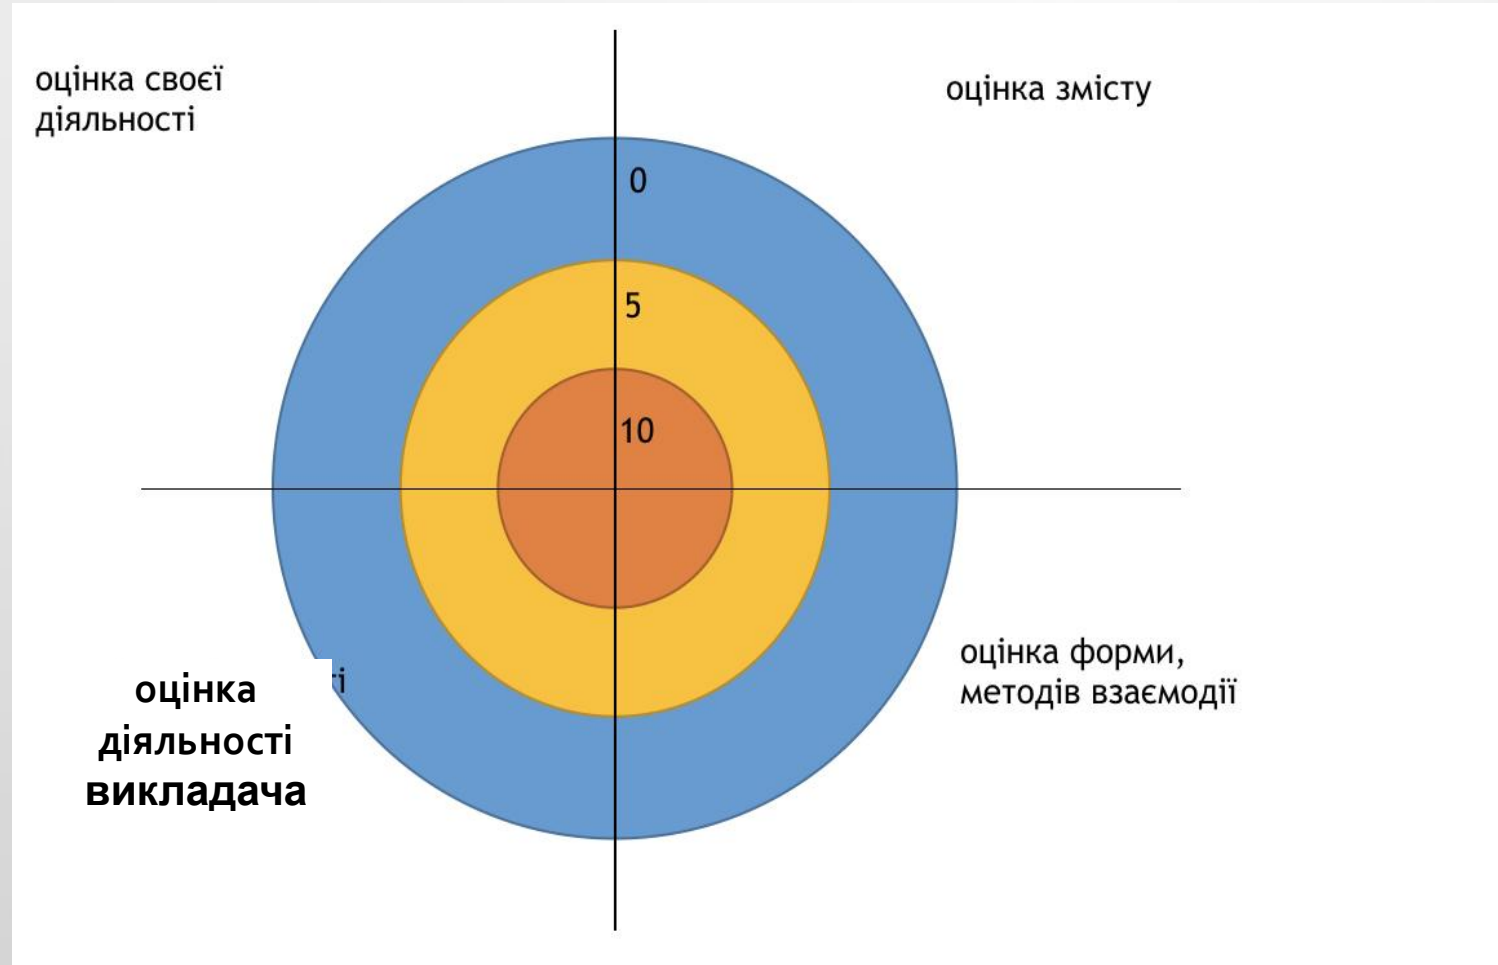 оцінка своєї
діяльності
оцінка змісту
0
5
10
оцінка форми,
методів взаємодії
оцінка
діяльності
викладача